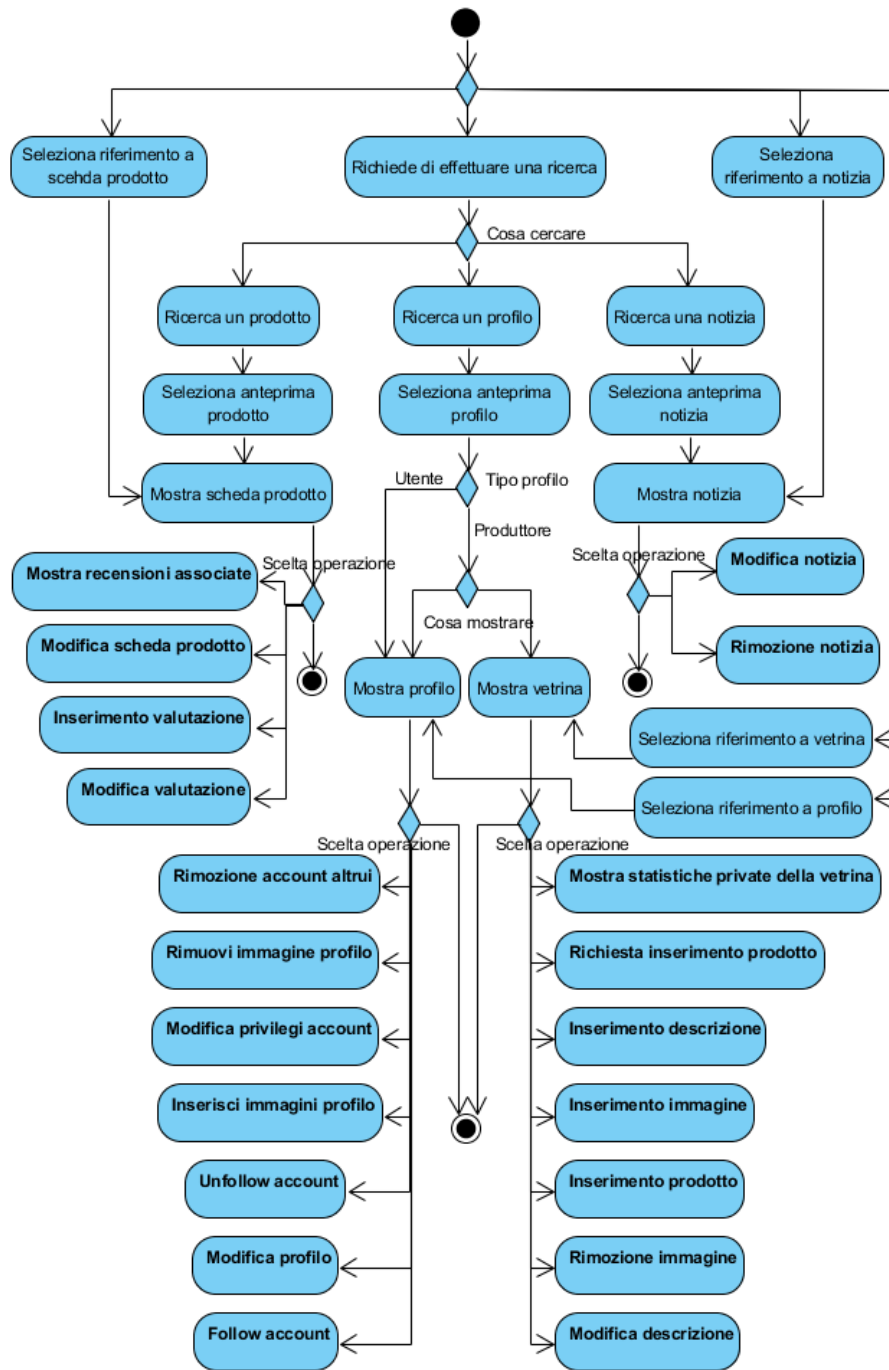 Seleziona riferimento a
scehda prodotto
Richiede di effettuare una ricerca
Seleziona
riferimento a notizia
Cosa cercare
Ricerca un prodotto
Ricerca un profilo
Ricerca una notizia
Seleziona anteprima
prodotto
Seleziona anteprima
profilo
Seleziona anteprima
notizia
Mostra scheda prodotto
Utente
Tipo profilo
Mostra notizia
Produttore
Scelta operazione
Scelta operazione
Mostra recensioni associate
Modifica notizia
Cosa mostrare
Modifica scheda prodotto
Rimozione notizia
Mostra profilo
Mostra vetrina
Inserimento valutazione
Seleziona riferimento a vetrina
Modifica valutazione
Seleziona riferimento a profilo
Scelta operazione
Scelta operazione
Rimozione account altrui
Mostra statistiche private della vetrina
Rimuovi immagine profilo
Richiesta inserimento prodotto
Modifica privilegi account
Inserimento descrizione
Inserisci immagini profilo
Inserimento immagine
Unfollow account
Inserimento prodotto
Modifica profilo
Rimozione immagine
Follow account
Modifica descrizione